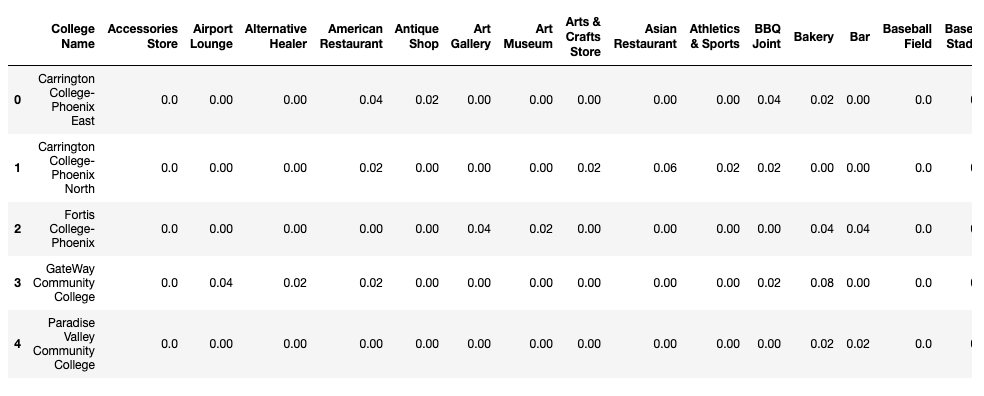 College Name Accessories Store Airport Lounge Alternative Healer American Restaurant Antique Shop Art Gallery Art Museum Arts & Crafts Store Asian Restaurant Athletics & Sports BBQ Joint Bakery Bar Baseball Field Base Stad
0 Carrington College-Phoenix East 0.0 0.00 0.00 0.04 0.02 0.00 0.00 0.00 0.00 0.00 0.04 0.02 0.00 0.0
1 Carrington College-Phoenix North 0.0 0.00 0.00 0.02 0.00 0.00 0.00 0.02 0.06 0.02 0.02 0.00 0.00 0.0
2 Fortis College-Phoenix 0.0 0.00 0.00 0.00 0.00 0.04 0.02 0.00 0.00 0.00 0.00 0.04 0.04 0.0
3 GateWay Community College 0.0 0.04 0.02 0.02 0.00 0.00 0.00 0.00 0.00 0.00 0.02 0.08 0.00 0.0
4 Paradise Valley Community College 0.0 0.00 0.00 0.00 0.00 0.00 0.00 0.00 0.00 0.00 0.00 0.02 0.02 0.0